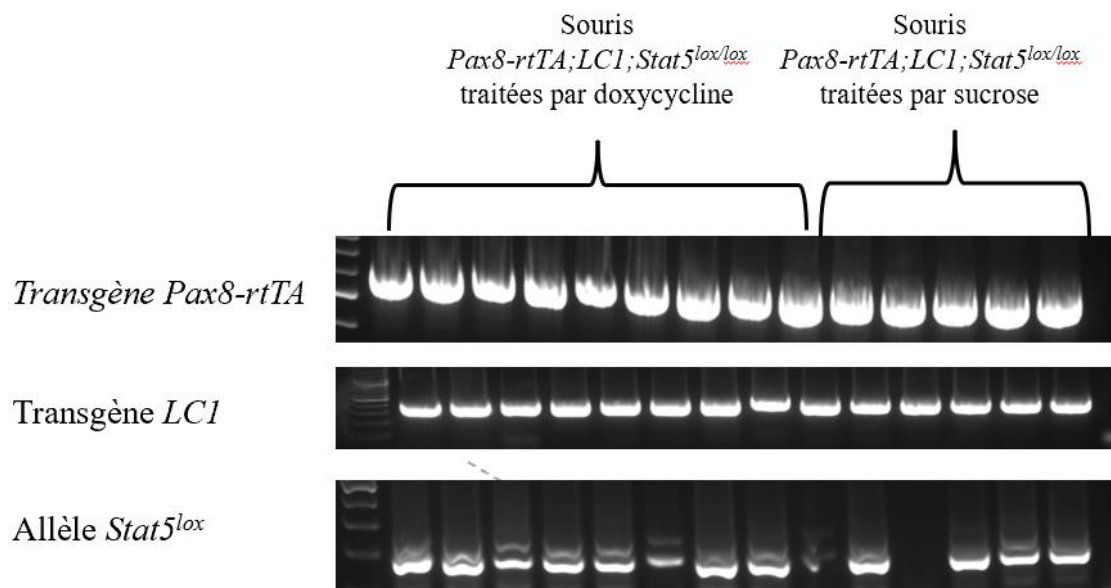 Souris
Pax8-rtTA;LC1;Stat5lox/lox
traitées par doxycycline
Souris
Pax8-rtTA;LC1;Stat5lox/lox
traitées par sucrose
Transgène Pax8-rtTA
Transgène LC1
Allèle Stat5lox